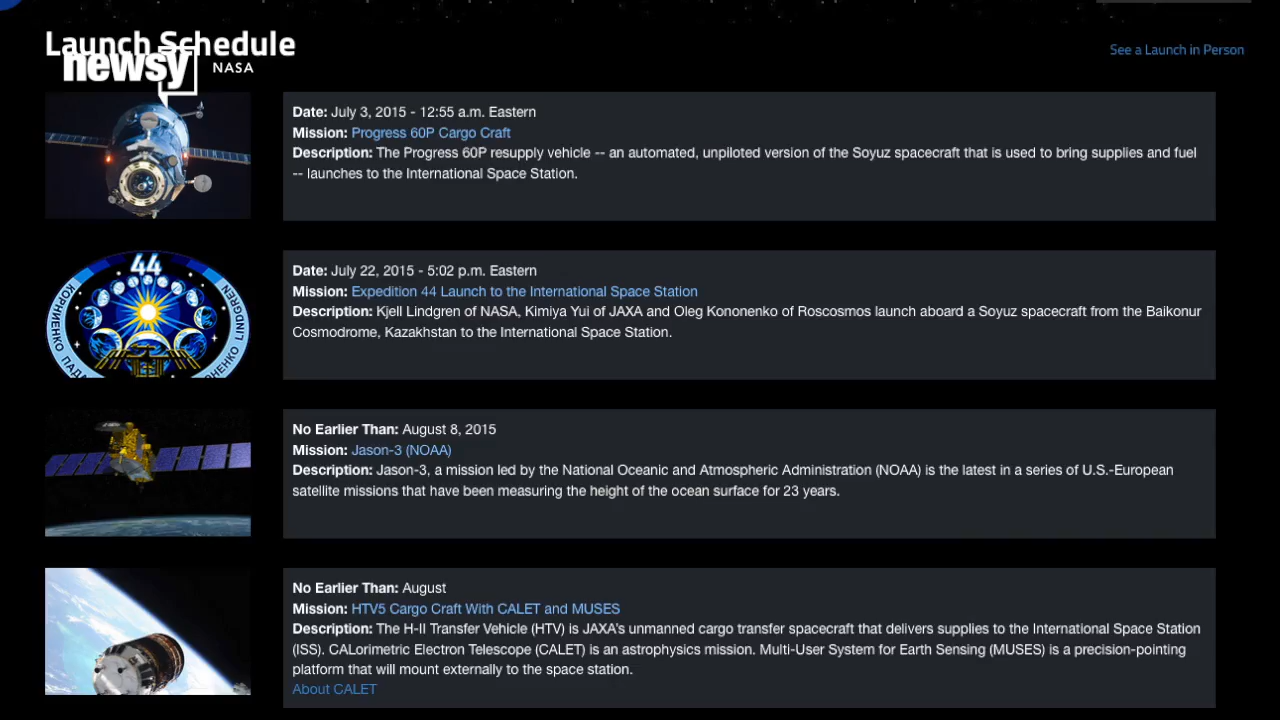 Launch Schedule
newsy
NASA
See a Launch in Person
Date: July 3, 2015 - 12:55 a.m. Eastern
Mission: Progress 60P Cargo Craft
Description: The Progress 60P resupply vehicle -- an automated, unpiloted version of the Soyuz spacecraft that is used to bring supplies and fuel
-- launches to the International Space Station.
44
КОРНИЕНКО ПАДА
РНЕНКО LINDGREN
Date: July 22, 2015 - 5:02 p.m. Eastern
Mission: Expedition 44 Launch to the International Space Station
Description: Kjell Lindgren of NASA, Kimiya Yui of JAXA and Oleg Kononenko of Roscosmos launch aboard a Soyuz spacecraft from the Baikonur
Cosmodrome, Kazakhstan to the International Space Station.
No Earlier Than: August 8, 2015
Mission: Jason-3 (NOAA)
Description: Jason-3, a mission led by the National Oceanic and Atmospheric Administration (NOAA) is the latest in a series of U.S.-European
satellite missions that have been measuring the height of the ocean surface for 23 years.
No Earlier Than: August
Mission: HTV5 Cargo Craft With CALET and MUSES
Description: The H-II Transfer Vehicle (HTV) is JAXA's unmanned cargo transfer spacecraft that delivers supplies to the International Space Station
(ISS). CALorimetric Electron Telescope (CALET) is an astrophysics mission. Multi-User System for Earth Sensing (MUSES) is a precision-pointing
platform that will mount externally to the space station.
About CALET